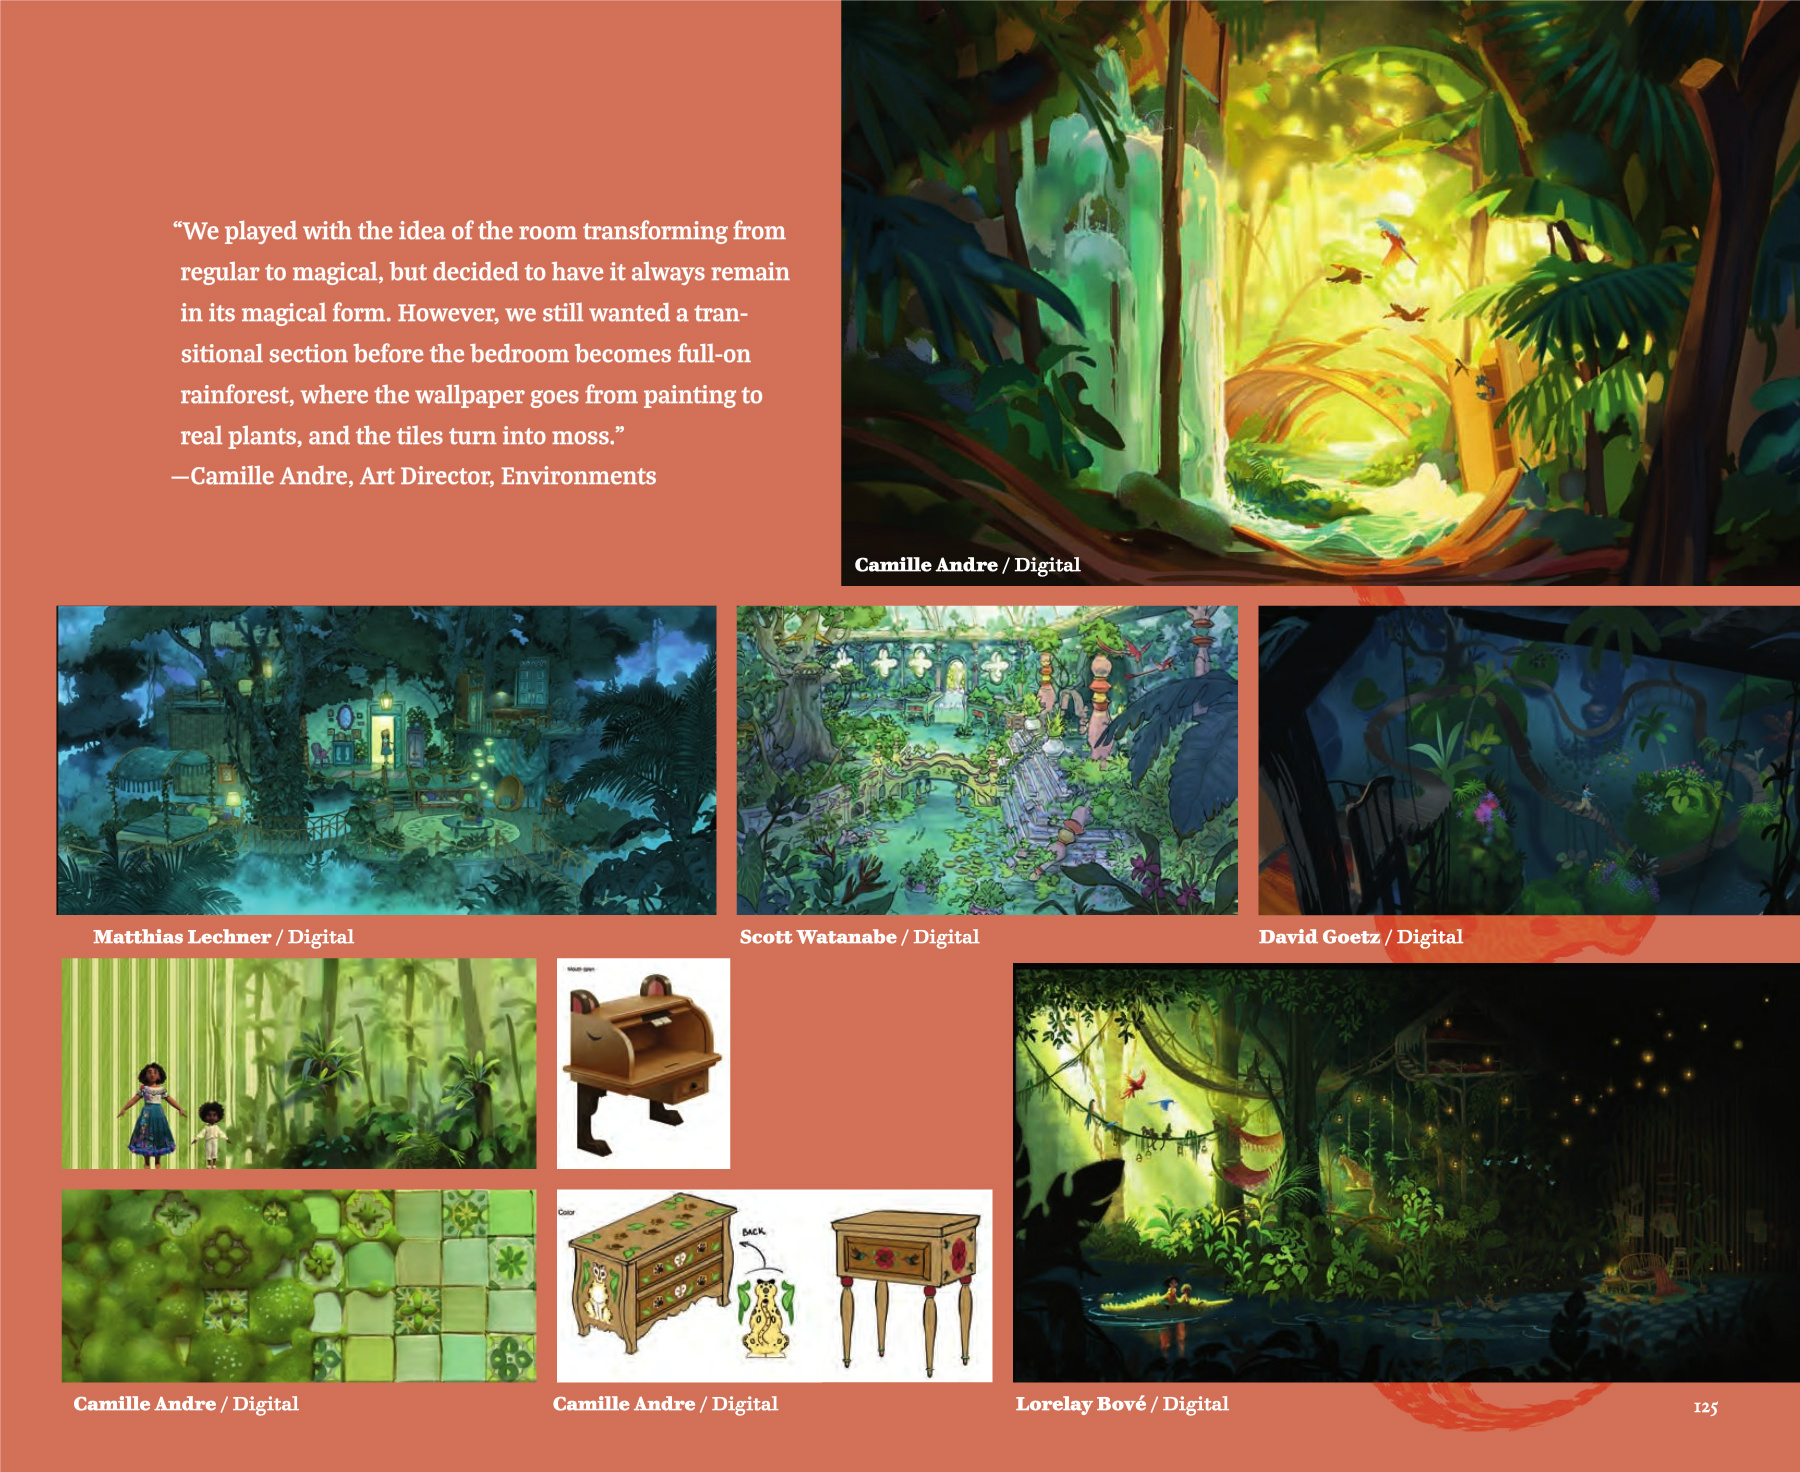 “We played with the idea of the room transforming from
regular to magical, but decided to have it always remain
in its magical form. However, we still wanted a tran-
sitional section before the bedroom becomes full-on
rainforest, where the wallpaper goes from painting to
real plants, and the tiles turn into moss.”
—Camille Andre, Art Director, Environments
Camille Andre / Digital
Matthias Lechner / Digital
Scott Watanabe / Digital
David Goetz / Digital
Color
BACK
Camille Andre / Digital
Camille Andre / Digital
Lorelay Bové / Digital
125